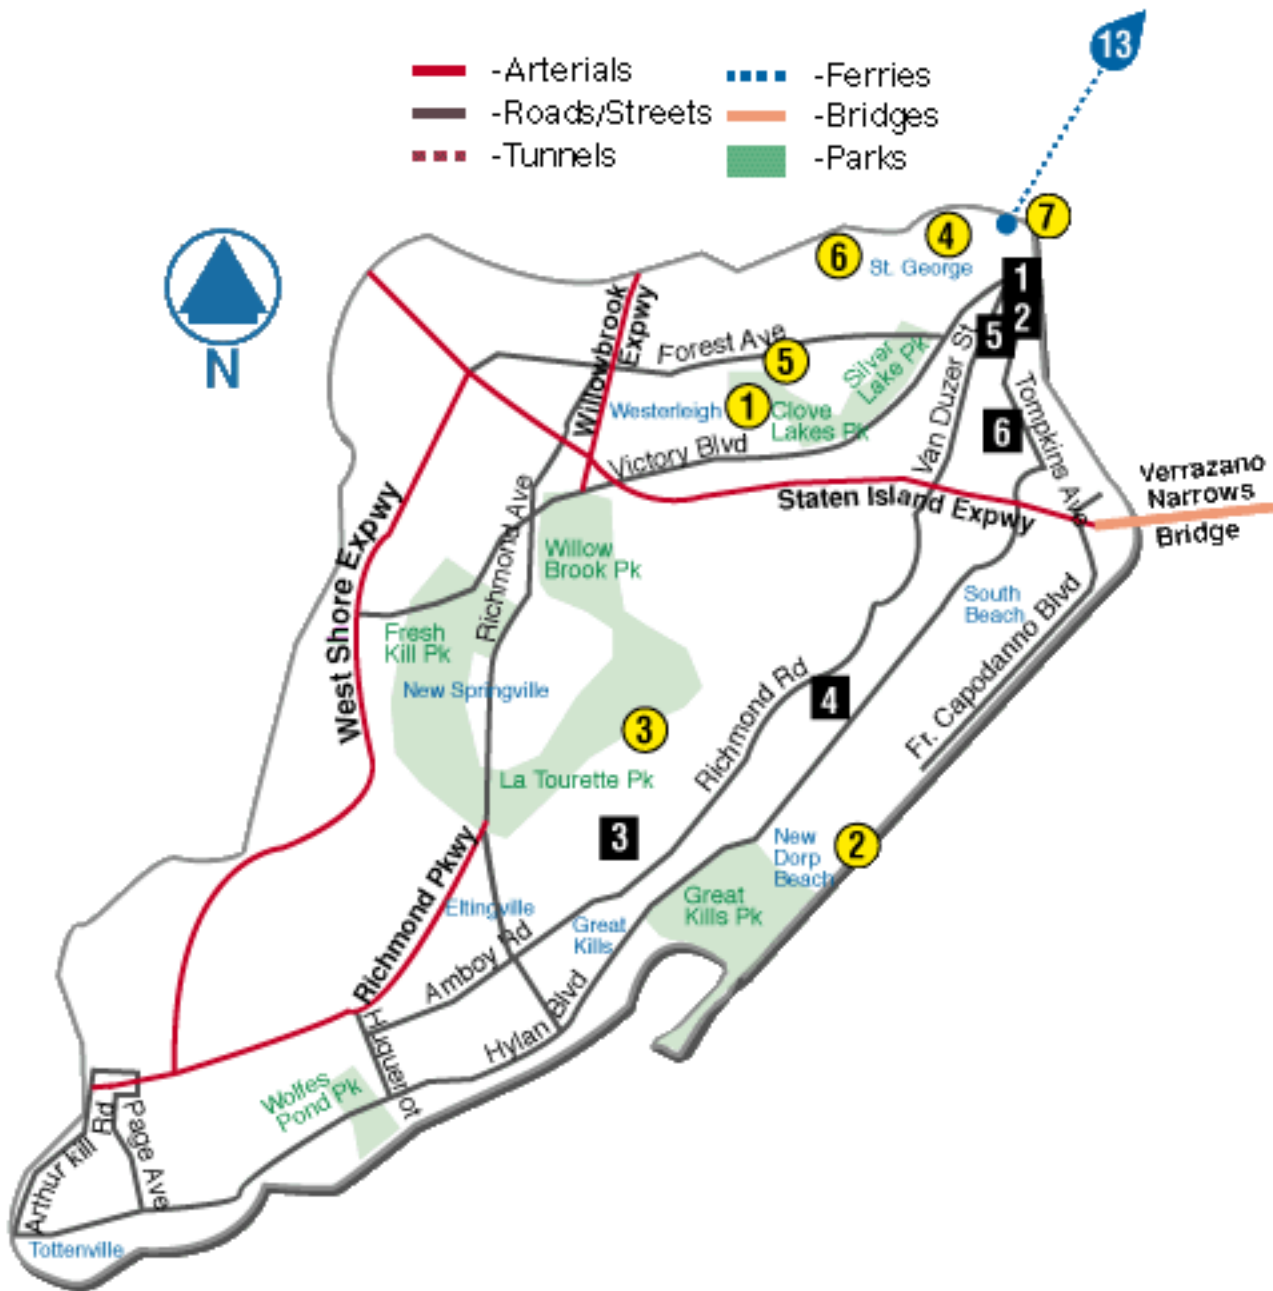 13
-Arterials
-Ferries
-Roads/Streets
-Bridges
-Tunnels
-Parks
7
4
6
St. George
N
1
2
5
Willowbrook
Expwy
Forest Ave
5
Silver
Lake Pk
Van Duzer St
Westerleigh
1
Clove
Lakes Pk
Tompkins Ave
6
Victory Blvd
Verrazano
Narrows
Bridge
Staten Island Expwy
West Shore Expwy
Richmond Ave
Willow
Brook Pk
South
Beach
Fresh
Kill Pk
Ft. Capodanno Blvd
New Springville
Richmond Rd
4
3
La Tourette Pk
3
New
Dorp
Beach
2
Richmond Pkwy
Great
Kills Pk
Eltingville
Great
Kills
Amboy Rd
Hylan Blvd
Huguenot
Wolfes
Pond Pk
Arthur kill Rd
Page Ave
Tottenville